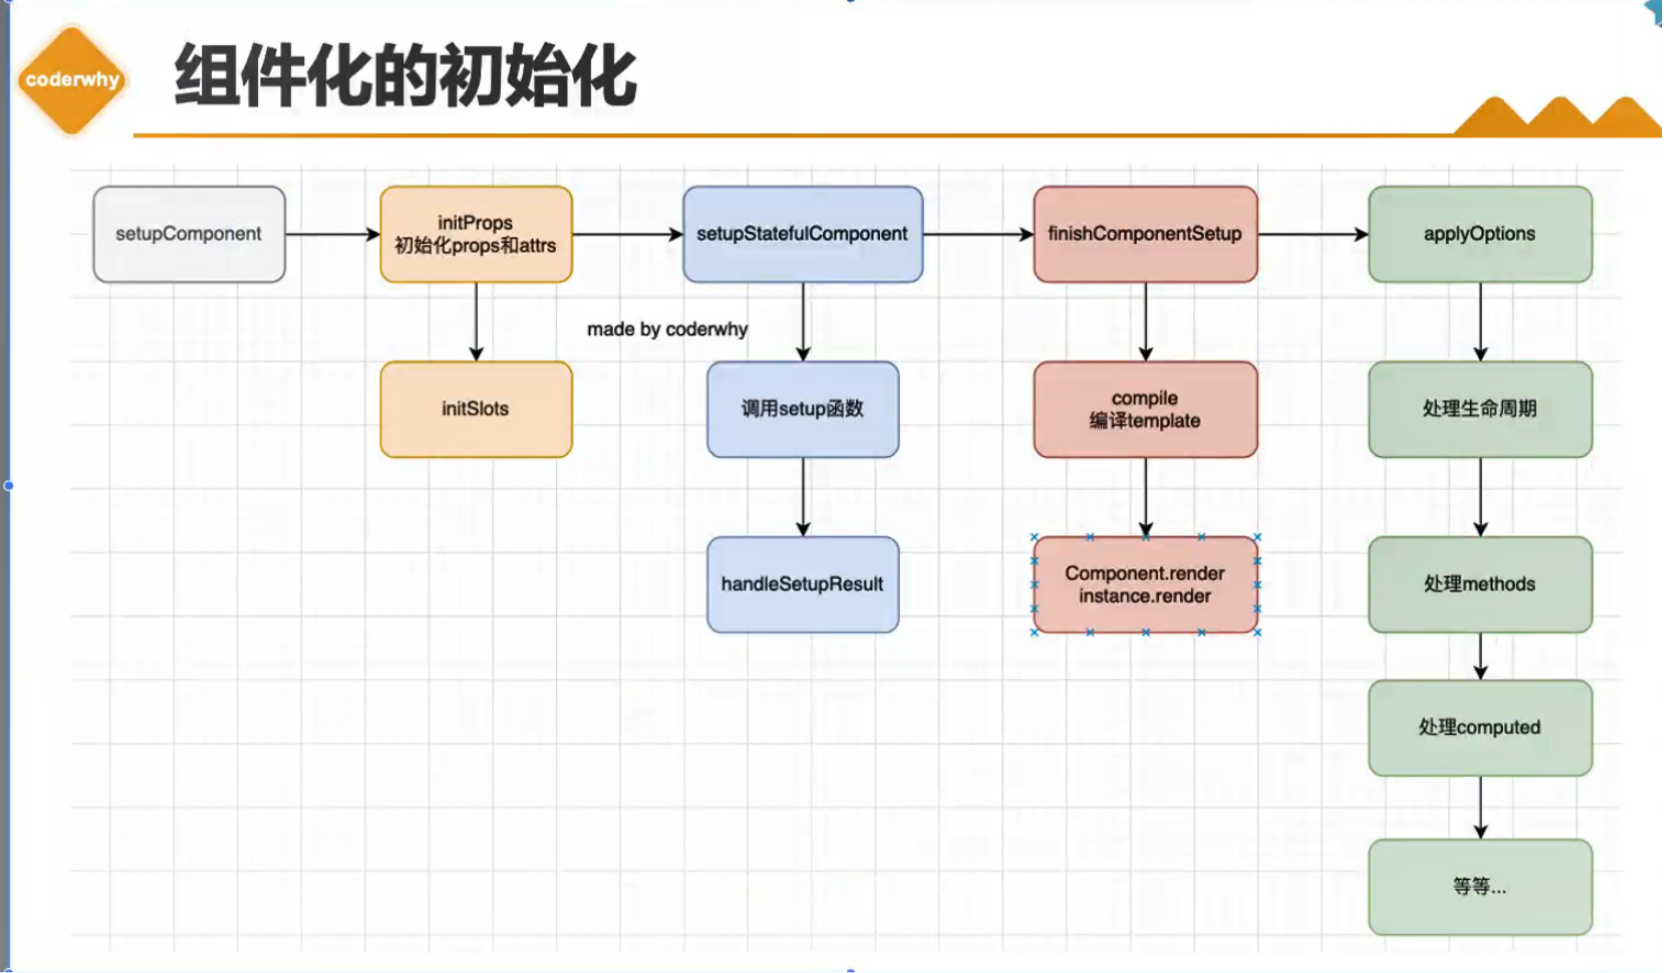 coderwhy
组件化的初始化
setupComponent
initProps
初始化props和attrs
setupStatefulComponent
finishComponentSetup
applyOptions
made by coderwhy
initSlots
调用setup函数
compile
编译template
处理生命周期
handleSetupResult
Component.render
instance.render
处理methods
处理computed
等等...